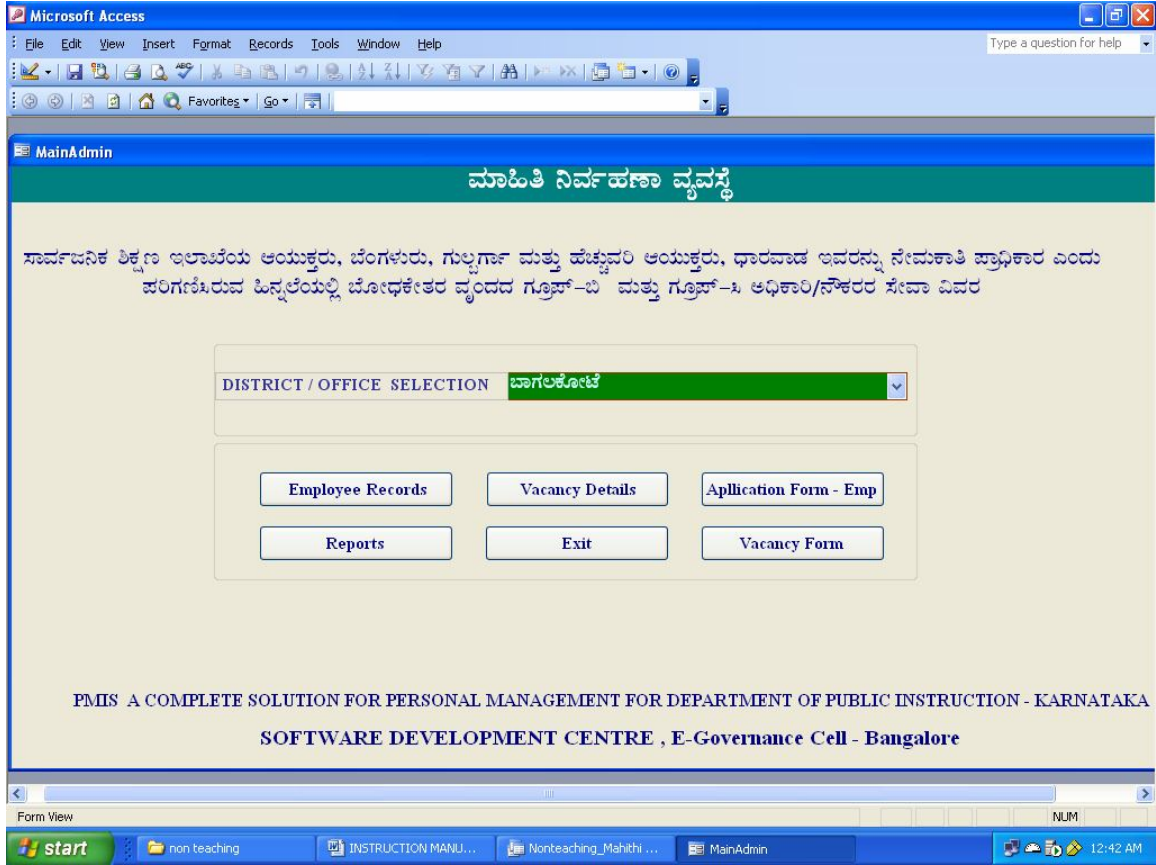 Microsoft Access
File Edit View Insert Format Records Tools Window Help
Type a question for help
Favorites Go
MainAdmin
ಮಾಹಿತಿ ನಿರ್ವಹಣಾ ವ್ಯವಸ್ಥೆ
ಸಾರ್ವಜನಿಕ ಶಿಕ್ಷಣ ಇಲಾಖೆಯ ಆಯುಕ್ತರು, ಬೆಂಗಳುರು, ಗುಲ್ಬರ್ಗಾ ಮತ್ತು ಹೆಚ್ಚುವರಿ ಆಯುಕ್ತರು, ಧಾರವಾಡ ಇವರನ್ನು ನೇಮಕಾತಿ ಪ್ರಾಧಿಕಾರ ಎಂದು
ಪರಿಗಣಿಸಿರುವ ಹಿನ್ನಲೆಯಲ್ಲಿ ಬೋಧಕೇತರ ವೃಂದದ ಗ್ರೂಪ್-ಬಿ ಮತ್ತು ಗ್ರೂಪ್-ಸಿ ಅಧಿಕಾರಿ/ನೌಕರರ ಸೇವಾ ವಿವರ
DISTRICT / OFFICE SELECTION ಬಾಗಲಕೋಟೆ
Employee Records Vacancy Details Apllication Form - Emp
Reports Exit Vacancy Form
PMIS A COMPLETE SOLUTION FOR PERSONAL MANAGEMENT FOR DEPARTMENT OF PUBLIC INSTRUCTION - KARNATAKA
SOFTWARE DEVELOPMENT CENTRE , E-Governance Cell - Bangalore
Form View NUM
start non teaching INSTRUCTION MANU... Nonteaching_Mahithi ... MainAdmin 12:42 AM